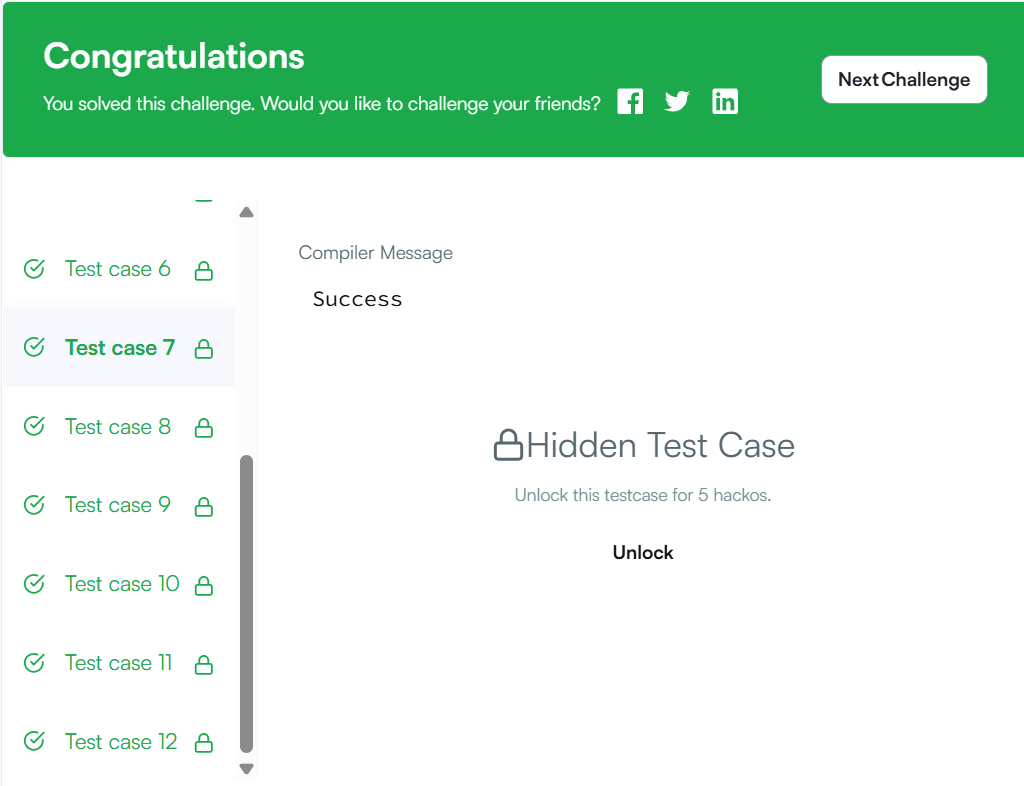 Congratulations
You solved this challenge. Would you like to challenge your friends?
Next Challenge
Test case 6
Test case 7
Test case 8
Test case 9
Test case 10
Test case 11
Test case 12
Compiler Message
Success
Hidden Test Case
Unlock this testcase for 5 hackos.
Unlock